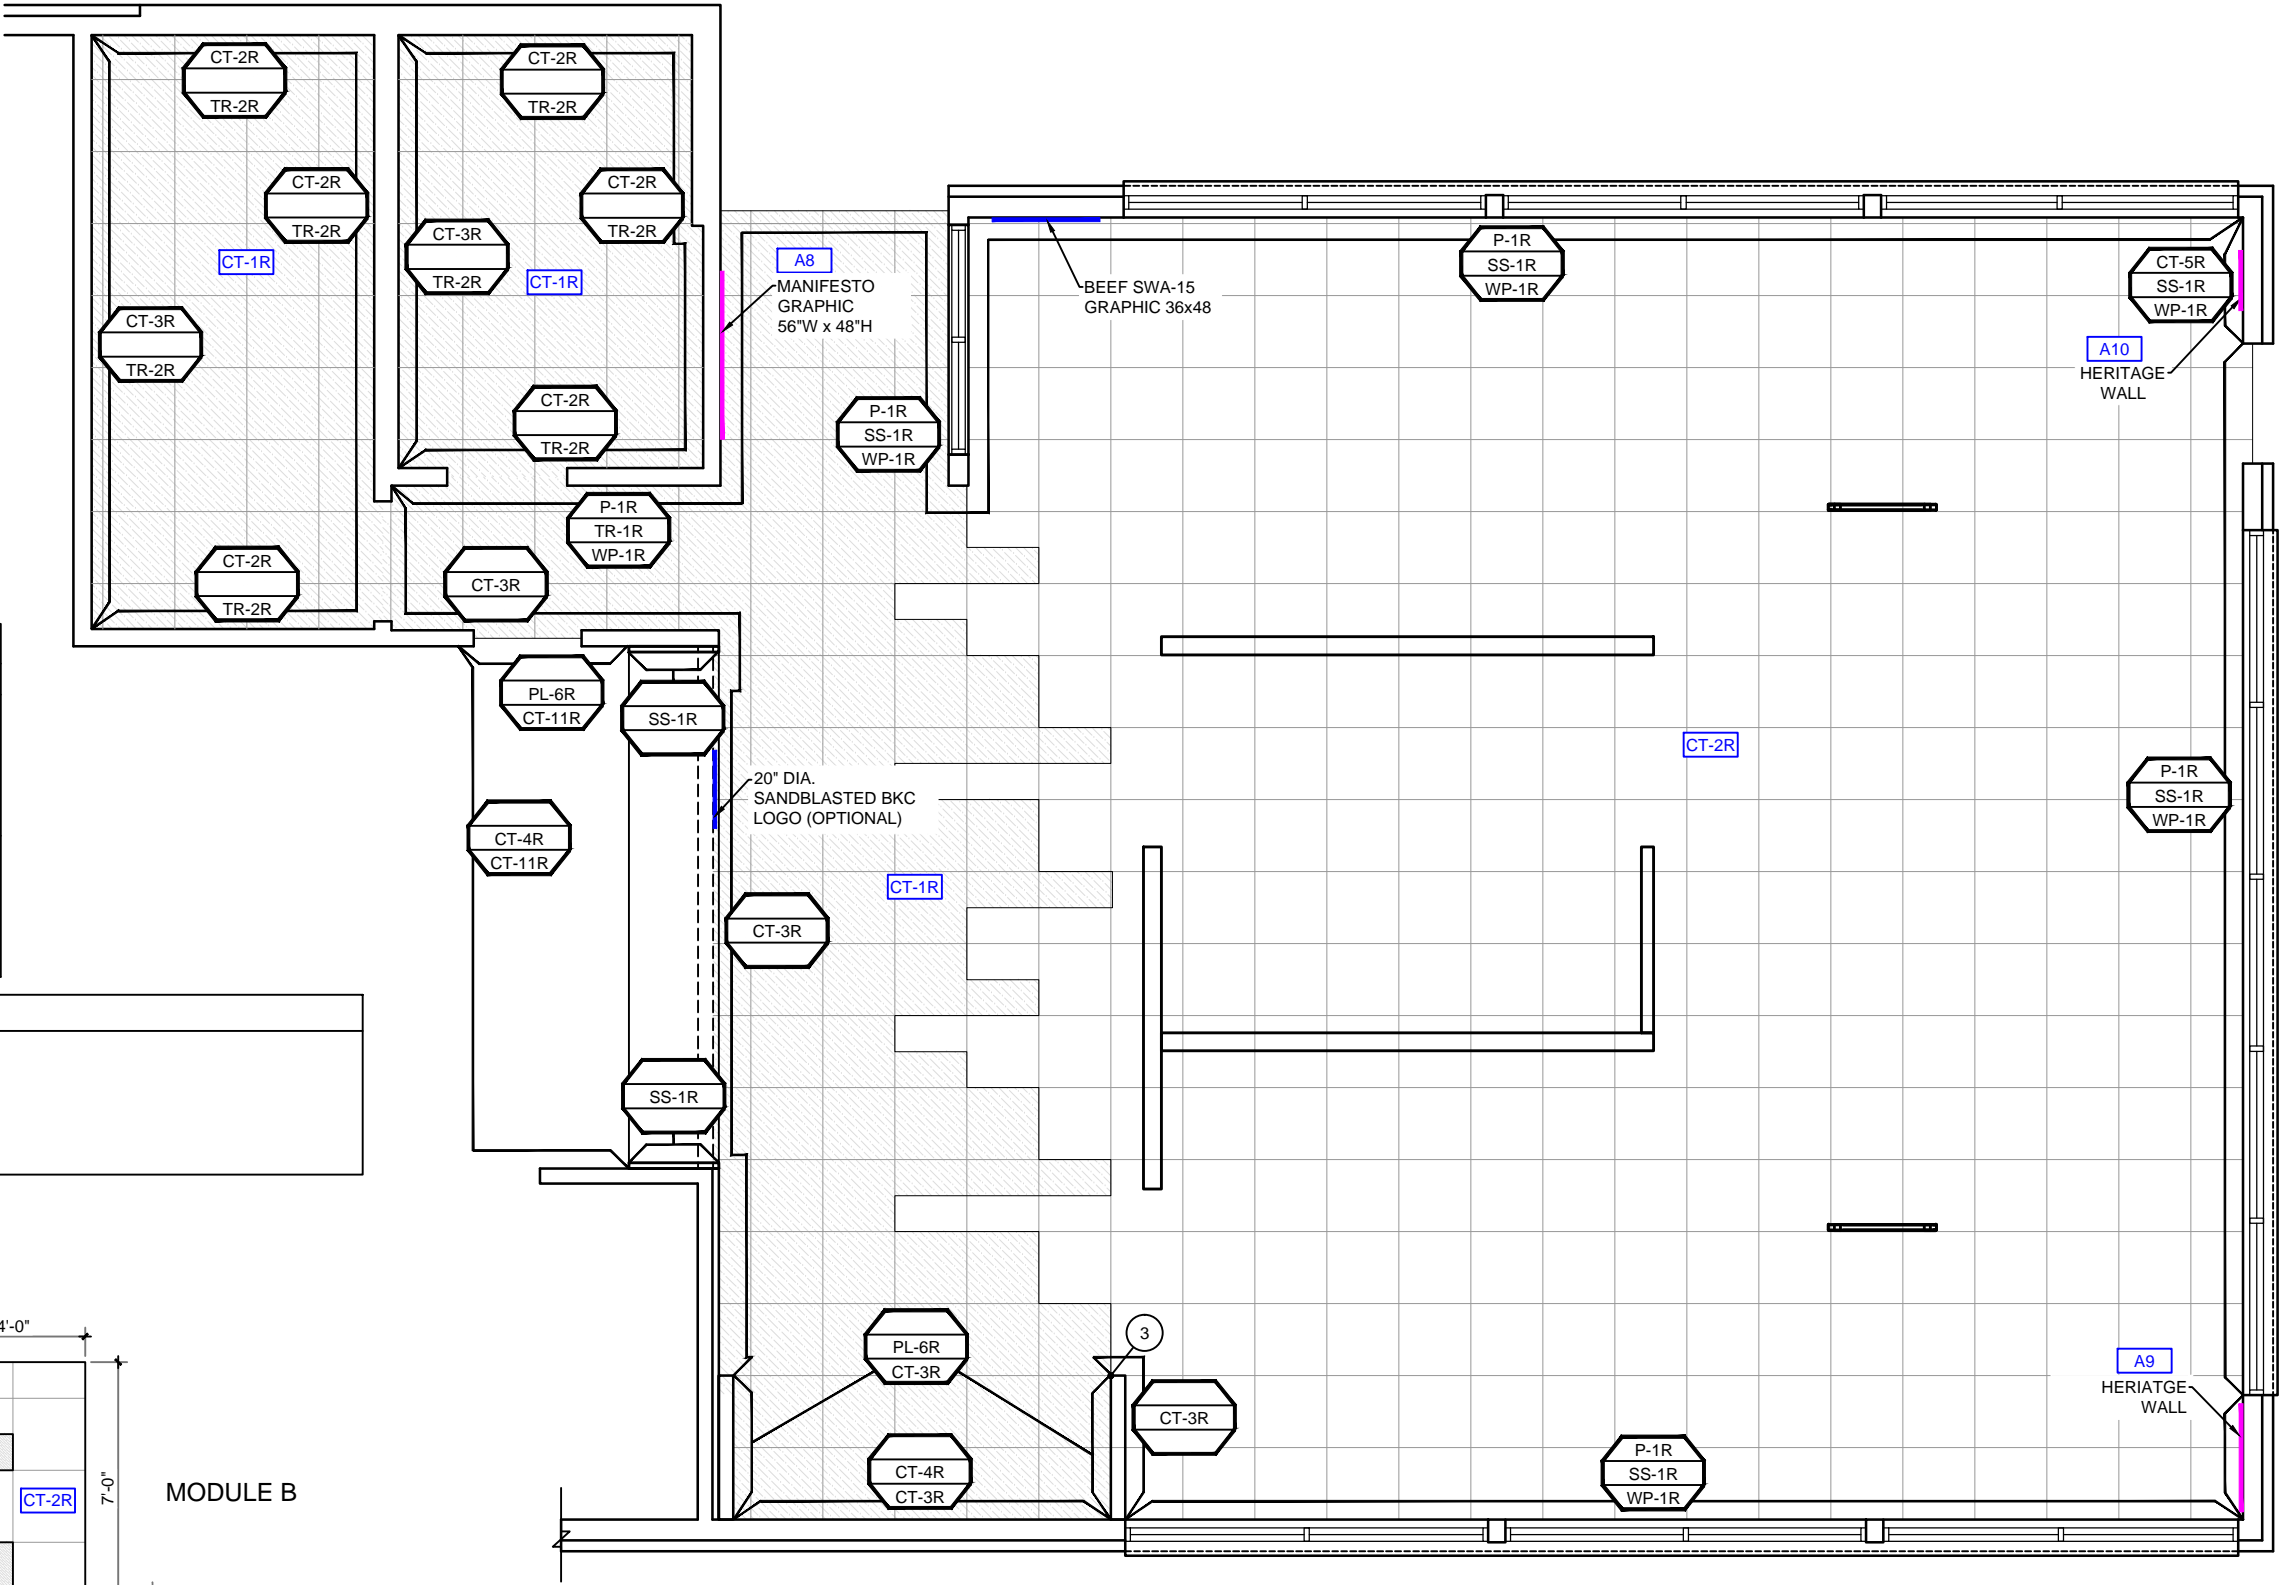 CT-2R
TR-2R
CT-2R
TR-2R
CT-2R
TR-2R
CT-2R
TR-2R
CT-3R
TR-2R
CT-1R
CT-1R
CT-3R
TR-2R
CT-2R
TR-2R
CT-2R
TR-2R
A8
MANIFESTO
GRAPHIC
56"W x 48"H
BEEF SWA-15
GRAPHIC 36x48
P-1R
SS-1R
WP-1R
CT-5R
SS-1R
WP-1R
A10
HERITAGE
WALL
P-1R
SS-1R
WP-1R
P-1R
TR-1R
WP-1R
CT-3R
PL-6R
CT-11R
SS-1R
20" DIA.
SANDBLASTED BKC
LOGO (OPTIONAL)
CT-2R
P-1R
SS-1R
WP-1R
CT-4R
CT-11R
CT-1R
CT-3R
SS-1R
3
PL-6R
CT-3R
CT-3R
CT-4R
CT-3R
P-1R
SS-1R
WP-1R
A9
HERIATGE
WALL
4'-0"
7'-0"
CT-2R
MODULE B